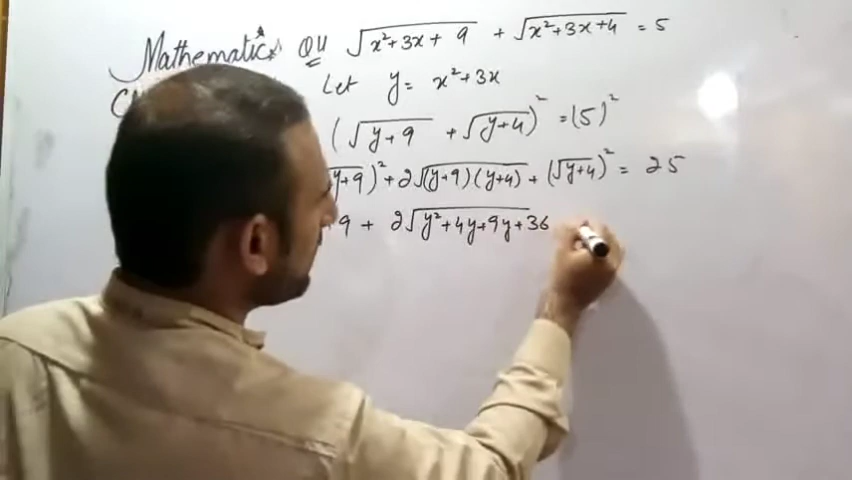 Mathematics Q4 √x²+3x+9 + √x²+3x+4 = 5
Let y = x²+3x
(√y+9 + √y+4)² = (5)²
y+9)² + 2√(y+9)(y+4) + (√y+4)² = 25
9 + 2√y²+4y+9y+36